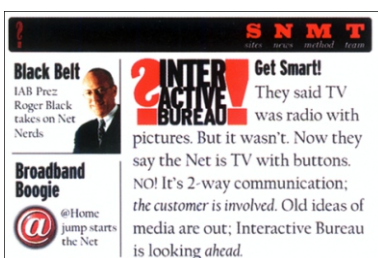 S N M T
sites news method team
Black Belt
IAB Prez
Roger Black
takes on Net
Nerds
Broadband
Boogie
@
@Home
jump starts
the Net
INTER
ACTIVE
BUREAU
Get Smart!
They said TV
was radio with
pictures. But it wasn't. Now they
say the Net is TV with buttons.
NO! It's 2-way communication;
the customer is involved. Old ideas of
media are out; Interactive Bureau
is looking ahead.